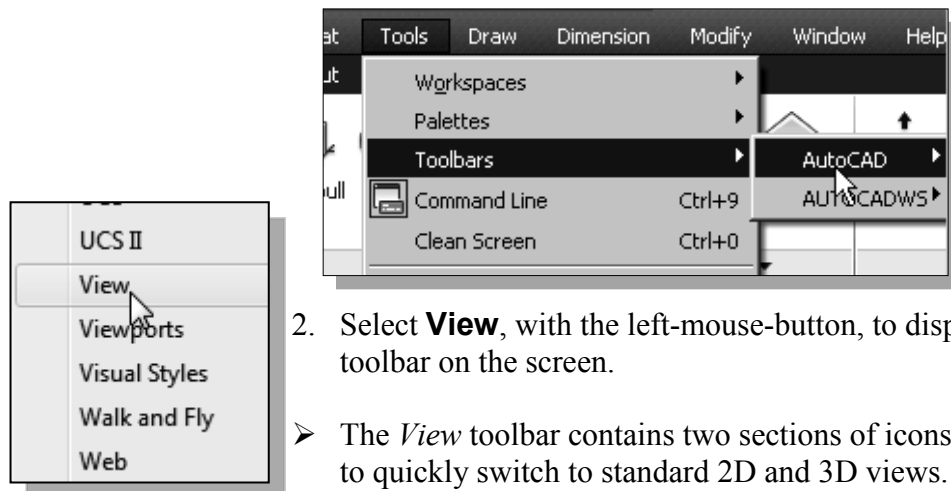 Tools Draw Dimension Modify Window Help
Workspaces
Palettes
Toolbars
AutoCAD
Command Line Ctrl+9
AUTOCADWS
Clean Screen Ctrl+0
UCS II
View
Viewports
Visual Styles
Walk and Fly
Web
2. Select View, with the left-mouse-button, to disp
toolbar on the screen.
➢ The View toolbar contains two sections of icons
to quickly switch to standard 2D and 3D views.